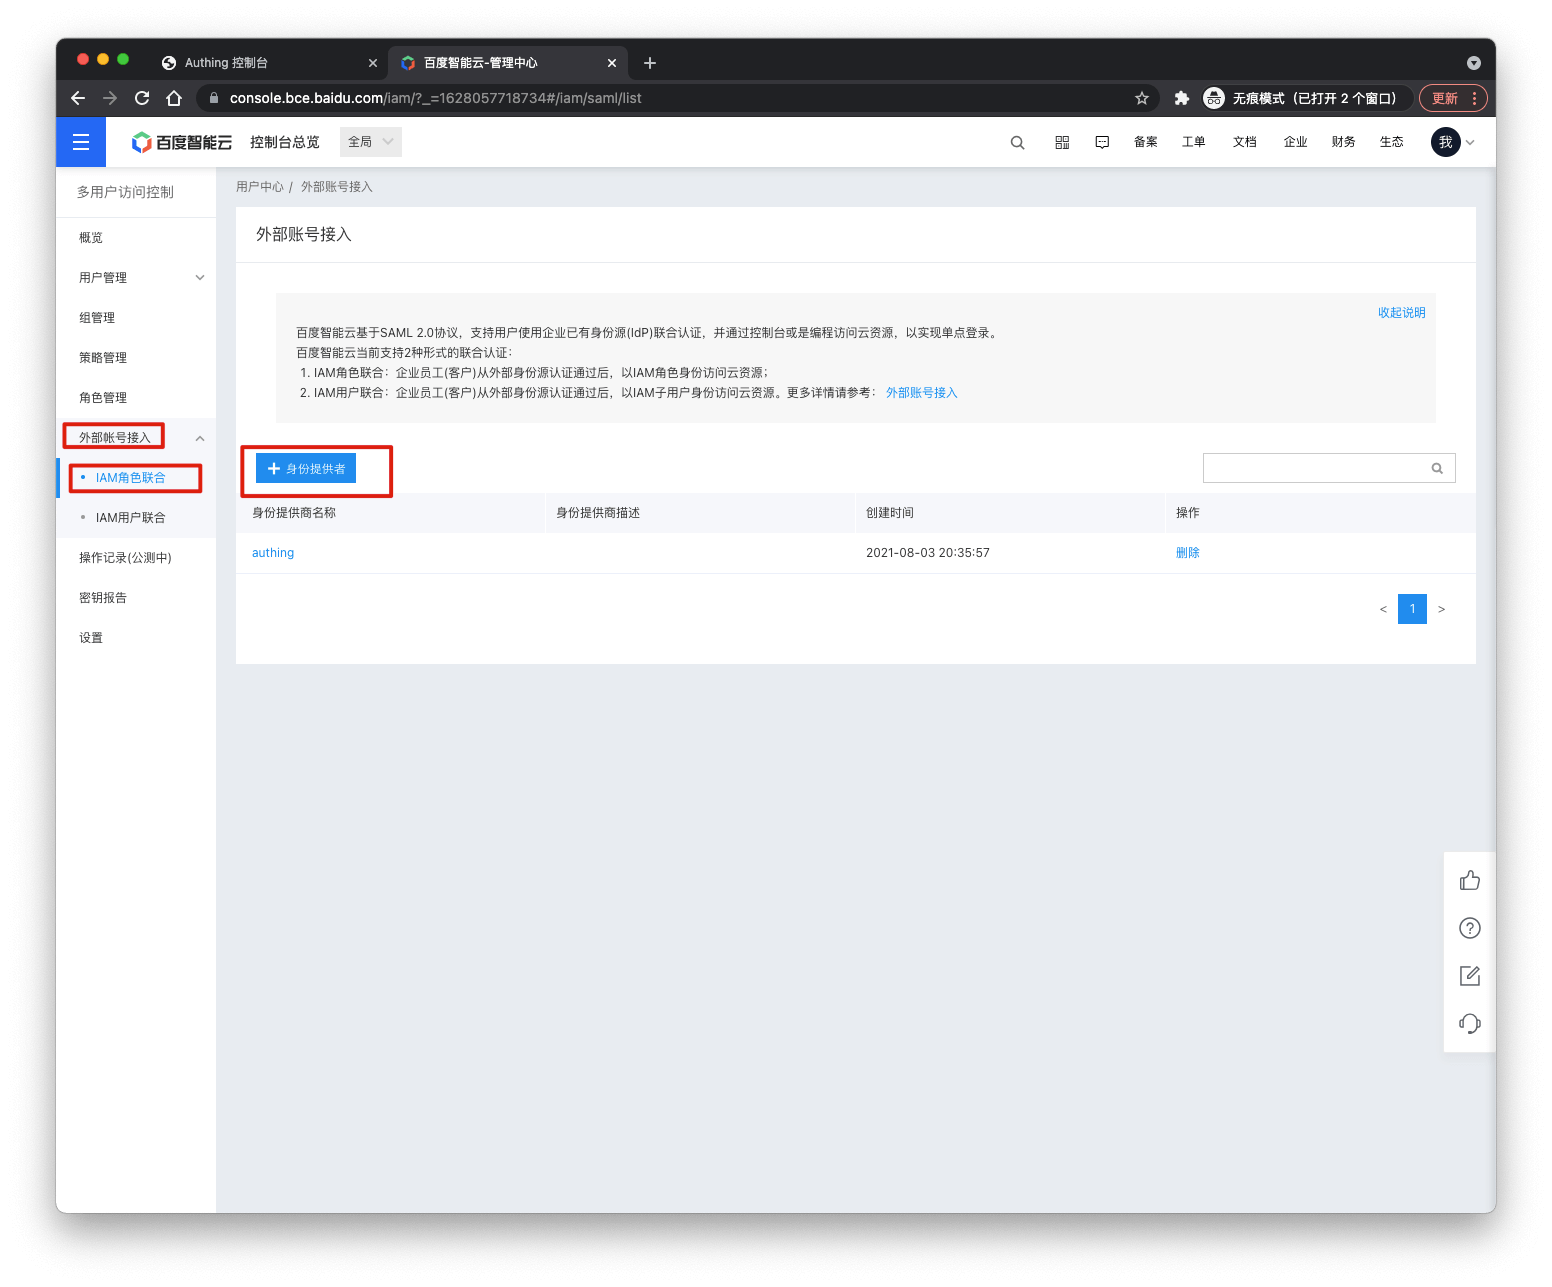 Authing 控制台
百度智能云-管理中心
console.bce.baidu.com/iam/?_=1628057718734#/iam/saml/list
无痕模式（已打开 2 个窗口）
更新
百度智能云
控制台总览
全局
备案
工单
文档
企业
财务
生态
我
多用户访问控制
概览
用户管理
组管理
策略管理
角色管理
外部帐号接入
IAM角色联合
IAM用户联合
操作记录(公测中)
密钥报告
设置
用户中心 / 外部账号接入
外部账号接入
收起说明
百度智能云基于SAML 2.0协议，支持用户使用企业已有身份源(IdP)联合认证，并通过控制台或是编程访问云资源，以实现单点登录。
百度智能云当前支持2种形式的联合认证：
1. IAM角色联合：企业员工(客户)从外部身份源认证通过后，以IAM角色身份访问云资源；
2. IAM用户联合：企业员工(客户)从外部身份源认证通过后，以IAM子用户身份访问云资源。更多详情请参考： 外部账号接入
身份提供者
身份提供商名称 身份提供商描述 创建时间 操作
authing 2021-08-03 20:35:57 删除
< 1 >